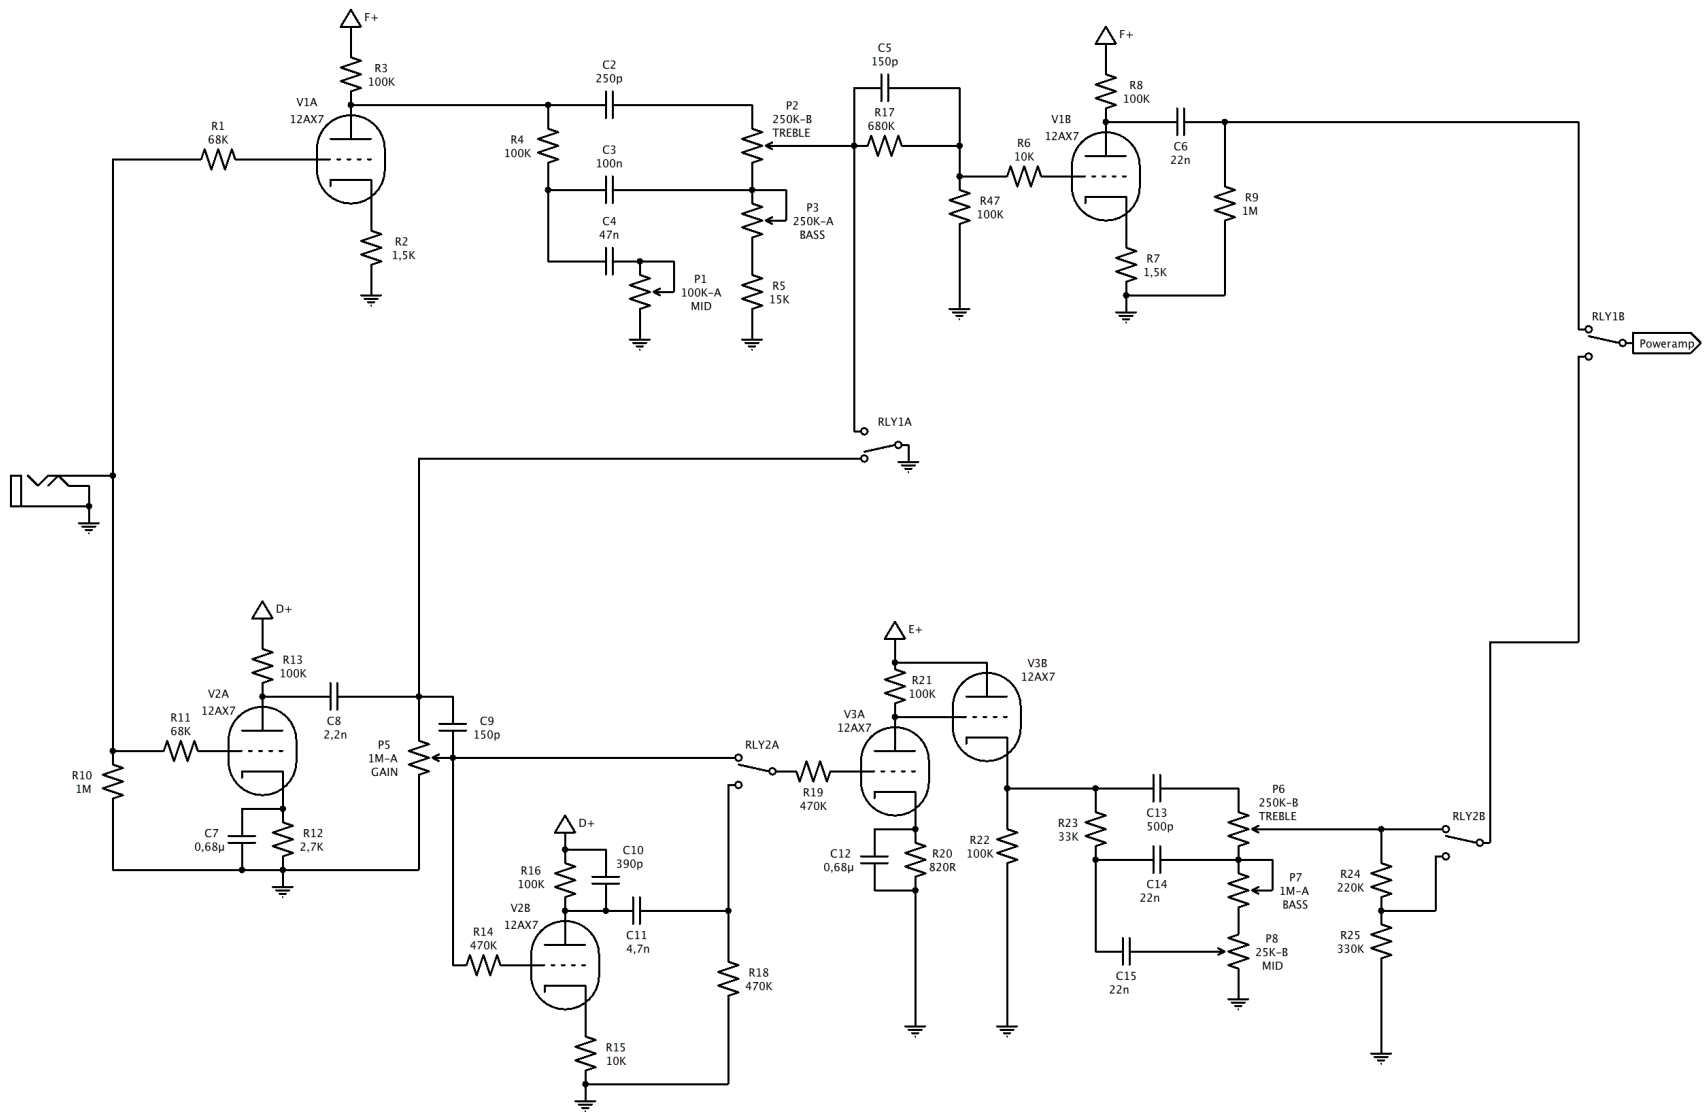 F+
R3
100K
V1A
12AX7
R1
68K
R2
1,5K
C2
250p
R4
100K
C3
100n
C4
47n
P1
100K-A
MID
P2
250K-B
TREBLE
P3
250K-A
BASS
R5
15K
C5
150p
R17
680K
R47
100K
R6
10K
F+
R8
100K
V1B
12AX7
C6
22n
R7
1,5K
R9
1M
RLY1B
Poweramp
RLY1A
D+
R13
100K
V2A
12AX7
R11
68K
R10
1M
C7
0,68µ
R12
2,7K
C8
2,2n
P5
1M-A
GAIN
C9
150p
D+
C10
390p
R16
100K
V2B
12AX7
R14
470K
C11
4,7n
R15
10K
R18
470K
RLY2A
R19
470K
E+
R21
100K
V3A
12AX7
V3B
12AX7
C12
0,68µ
R20
820R
R22
100K
R23
33K
C13
500p
C14
22n
C15
22n
P6
250K-B
TREBLE
P7
1M-A
BASS
P8
25K-B
MID
R24
220K
R25
330K
RLY2B